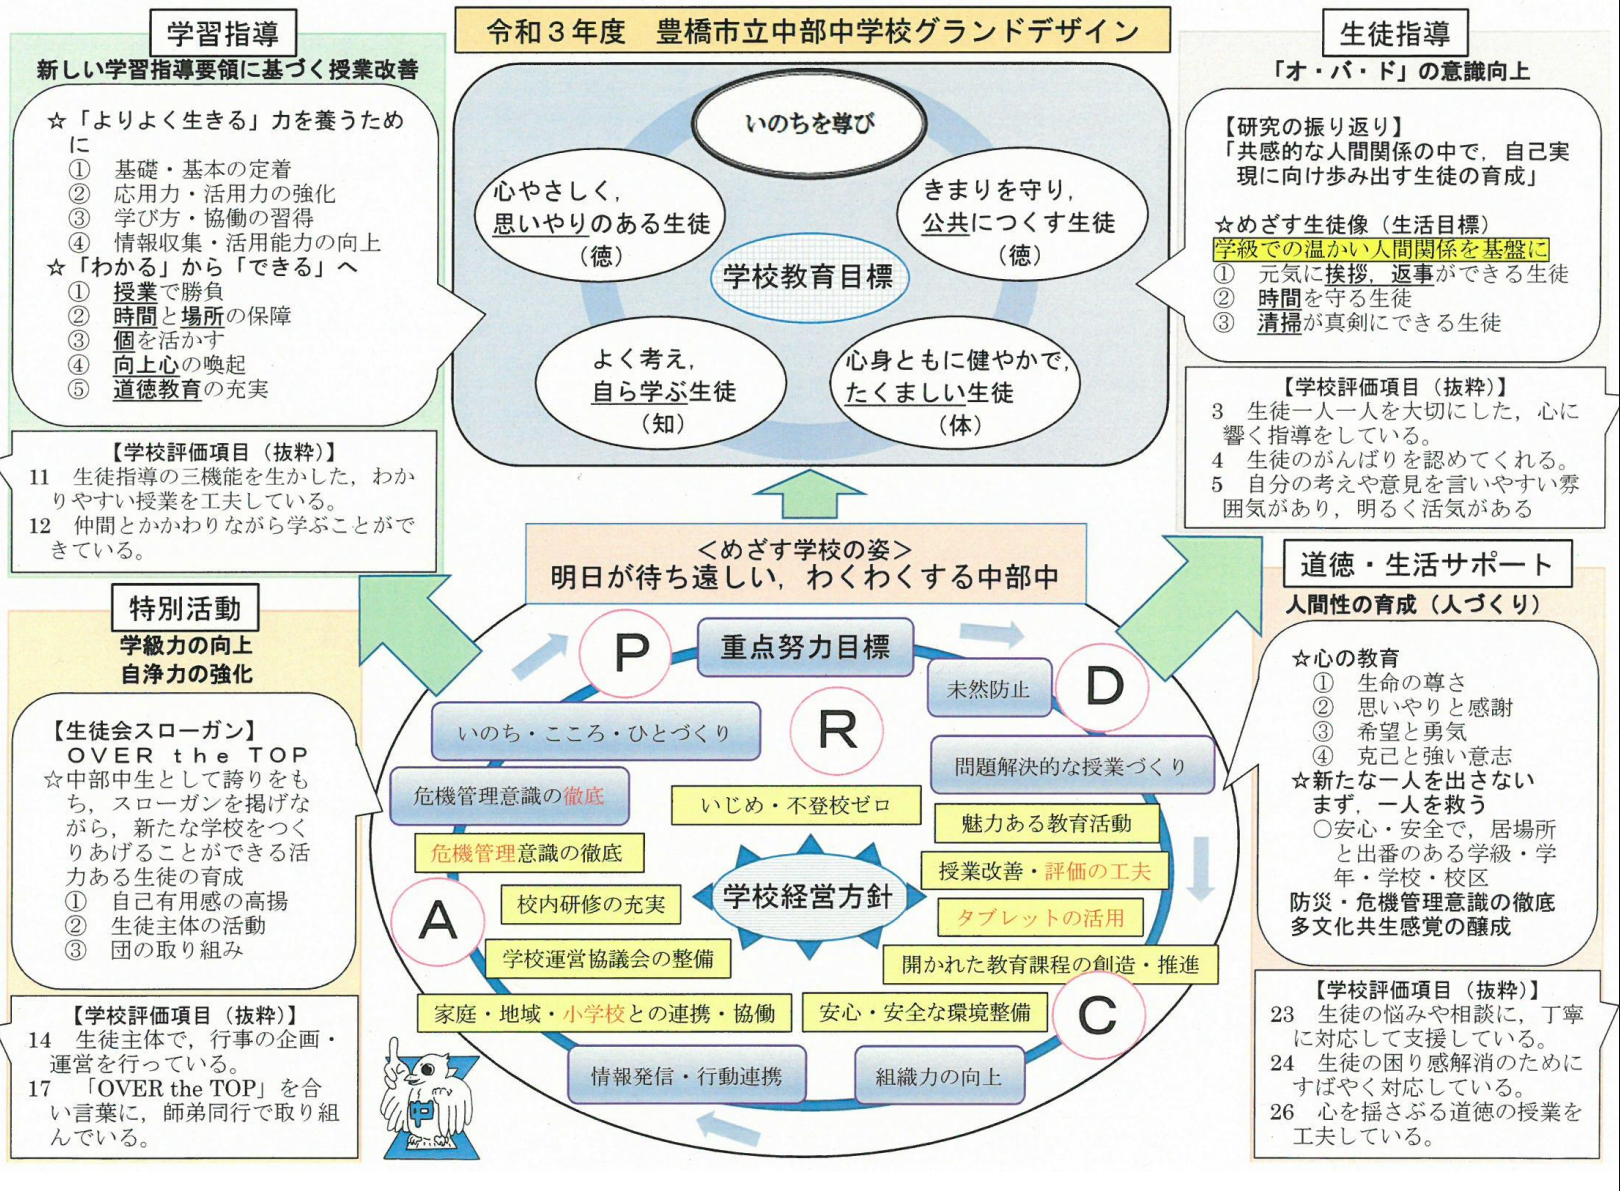 令和３年度　豊橋市立中部中学校グランドデザイン
学習指導
新しい学習指導要領に基づく授業改善
☆「よりよく生きる」力を養うため
に
①　基礎・基本の定着
②　応用力・活用力の強化
③　学び方・協働の習得
④　情報収集・活用能力の向上
☆「わかる」から「できる」へ
①　授業で勝負
②　時間と場所の保障
③　個を活かす
④　向上心の喚起
⑤　道徳教育の充実
【学校評価項目（抜粋）】
11　生徒指導の三機能を生かした，わか
りやすい授業を工夫している。
12　仲間とかかわりながら学ぶことがで
きている。
いのちを尊び
心やさしく，
思いやりのある生徒
（徳）
きまりを守り，
公共につくす生徒
（徳）
学校教育目標
よく考え，
自ら学ぶ生徒
（知）
心身ともに健やかで，
たくましい生徒
（体）
生徒指導
「オ・バ・ド」の意識向上
【研究の振り返り】
「共感的な人間関係の中で，自己実
現に向け歩み出す生徒の育成」
☆めざす生徒像（生活目標）
学級での温かい人間関係を基盤に
①　元気に挨拶，返事ができる生徒
②　時間を守る生徒
③　清掃が真剣にできる生徒
【学校評価項目（抜粋）】
3　生徒一人一人を大切にした，心に
響く指導をしている。
4　生徒のがんばりを認めてくれる。
5　自分の考えや意見を言いやすい雰
囲気があり，明るく活気がある
＜めざす学校の姿＞
明日が待ち遠しい，わくわくする中部中
特別活動
学級力の向上
自浄力の強化
【生徒会スローガン】
ＯＶＥＲ ｔｈｅ ＴＯＰ
☆中部中生として誇りをも
ち，スローガンを掲げな
がら，新たな学校をつく
りあげることができる活
力ある生徒の育成
①　自己有用感の高揚
②　生徒主体の活動
③　団の取り組み
【学校評価項目（抜粋）】
14　生徒主体で，行事の企画・
運営を行っている。
17　「OVER the TOP」を合
い言葉に，師弟同行で取り組
んでいる。
P
重点努力目標
D
未然防止
R
いのち・こころ・ひとづくり
問題解決的な授業づくり
危機管理意識の徹底
いじめ・不登校ゼロ
魅力ある教育活動
危機管理意識の徹底
授業改善・評価の工夫
校内研修の充実
学校経営方針
タブレットの活用
A
学校運営協議会の整備
開かれた教育課程の創造・推進
家庭・地域・小学校との連携・協働
安心・安全な環境整備
C
情報発信・行動連携
組織力の向上
中
道徳・生活サポート
人間性の育成（人づくり）
☆心の教育
①　生命の尊さ
②　思いやりと感謝
③　希望と勇気
④　克己と強い意志
☆新たな一人を出さない
まず，一人を救う
○安心・安全で，居場所
と出番のある学級・学
年・学校・校区
防災・危機管理意識の徹底
多文化共生感覚の醸成
【学校評価項目（抜粋）】
23　生徒の悩みや相談に，丁寧
に対応して支援している。
24　生徒の困り感解消のために
すばやく対応している。
26　心を揺さぶる道徳の授業を
工夫している。